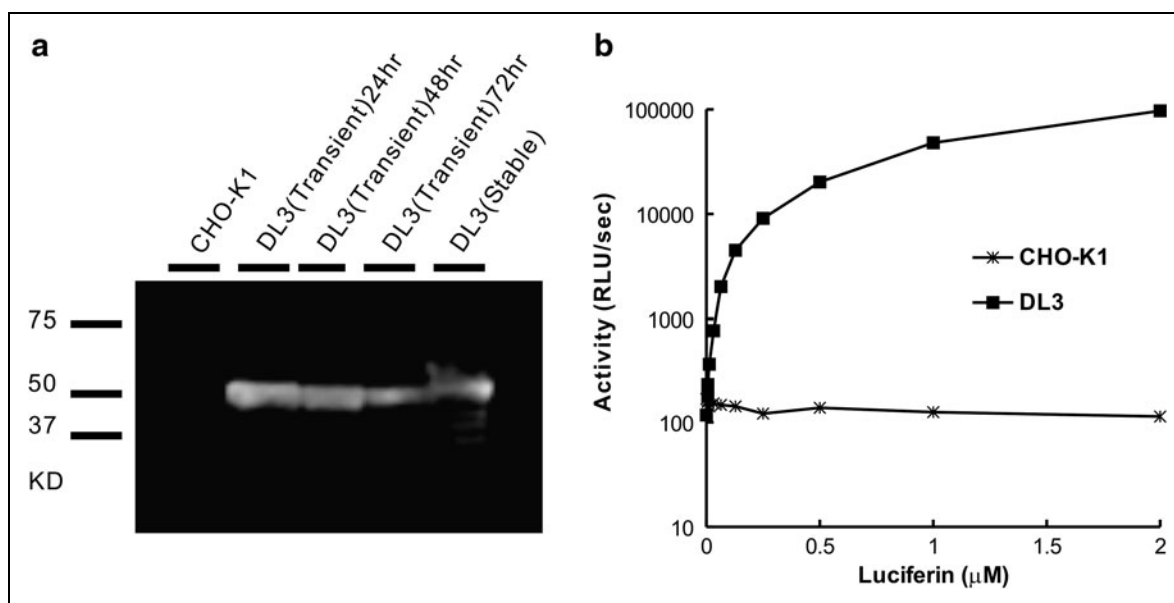 a
CHO-K1
DL3(Transient)24hr
DL3(Transient)48hr
DL3(Transient)72hr
DL3(Stable)
75
50
37
KD
b
100000
10000
1000
100
10
Activity (RLU/sec)
CHO-K1
DL3
0 0.5 1 1.5 2
Luciferin (μM)